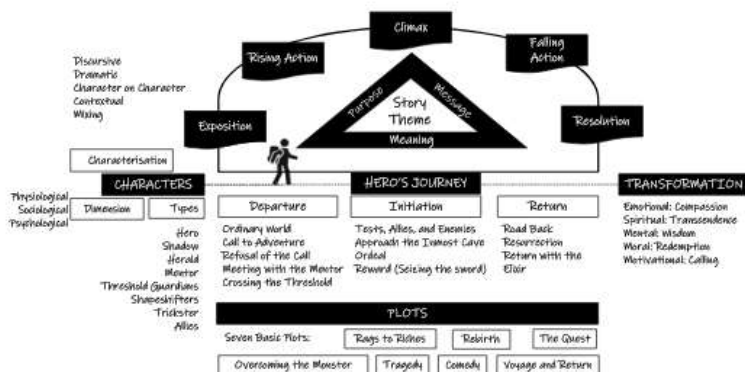 Climax
Rising Action
Falling
Action
Discursive
Dramatic
Character on Character
Contextual
Mixing
Purpose
Message
Story
Theme
Meaning
Exposition
Resolution
Characterisation
CHARACTERS
HERO'S JOURNEY
TRANSFORMATION
Physiological
Sociological
Psychological
Dimension
Types
Departure
Initiation
Return
Hero
Shadow
Herald
Mentor
Threshold Guardians
Shapeshifters
Trickster
Allies
Ordinary World
Call to Adventure
Refusal of the Call
Meeting with the Mentor
Crossing the Threshold
Tests, Allies, and Enemies
Approach the Inmost Cave
Ordeal
Reward (Seizing the sword)
Road Back
Resurrection
Return with the
Elixir
Emotional: Compassion
Spiritual: Transcendence
Mental: Wisdom
Moral: Redemption
Motivational: Calling
PLOTS
Seven Basic Plots:
Rags to Riches
Rebirth
The Quest
Overcoming the Monster
Tragedy
Comedy
Voyage and Return